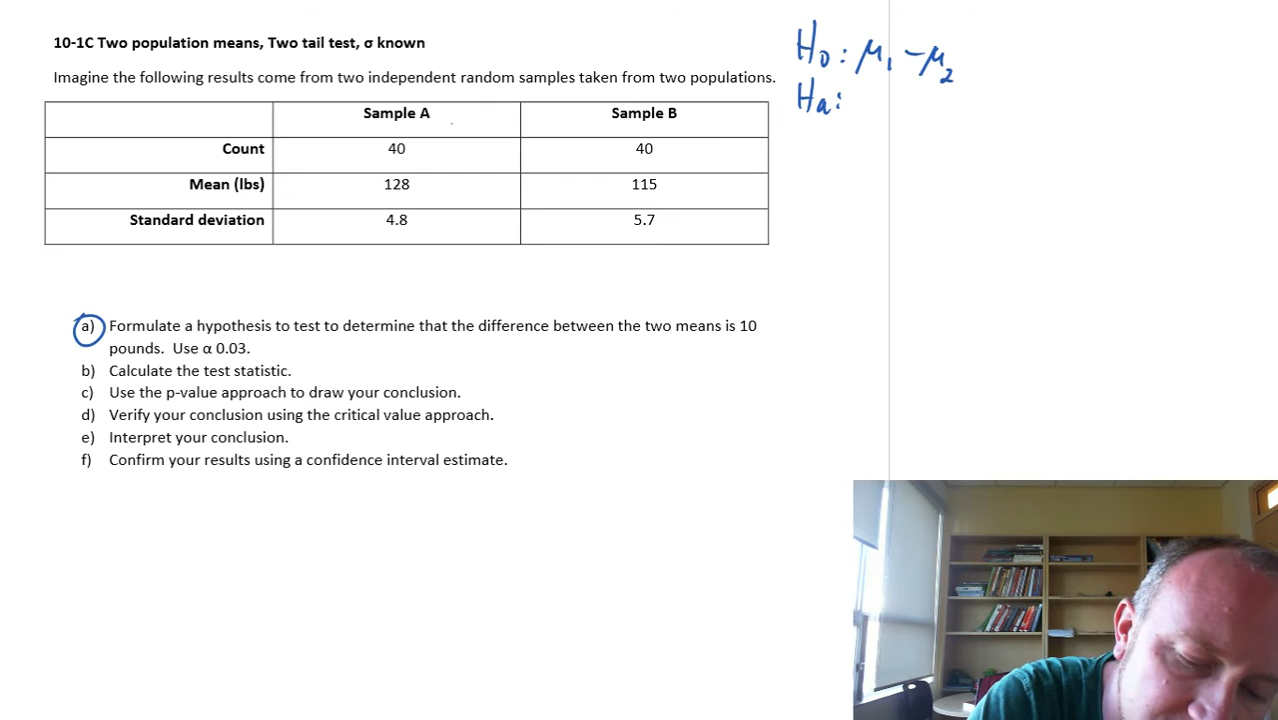 10-1C Two population means, Two tail test, σ known
Imagine the following results come from two independent random samples taken from two populations.
Sample A Sample B
Count 40 40
Mean (lbs) 128 115
Standard deviation 4.8 5.7
a) Formulate a hypothesis to test to determine that the difference between the two means is 10
pounds. Use α 0.03.
b) Calculate the test statistic.
c) Use the p-value approach to draw your conclusion.
d) Verify your conclusion using the critical value approach.
e) Interpret your conclusion.
f) Confirm your results using a confidence interval estimate.
H₀: μ₁ - μ₂
Ha: